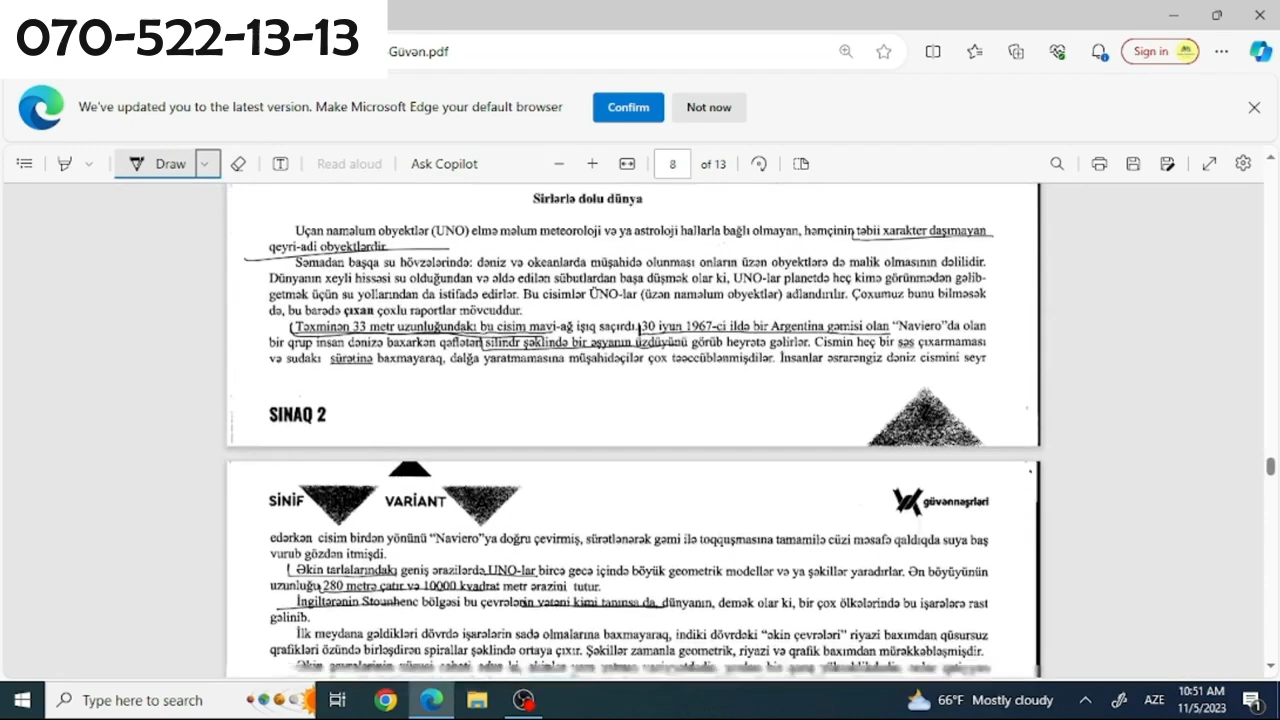 070-522-13-13
Güvən.pdf
Sign in
We've updated you to the latest version. Make Microsoft Edge your default browser
Confirm
Not now
Draw
Read aloud
Ask Copilot
8
of 13
Sirlərlə dolu dünya
Uçan naməlum obyektlər (UNO) elmə məlum meteoroloji və ya astroloji hallarla bağlı olmayan, həmçinin təbii xarakter daşımayan
qeyri-adi obyektlərdir.
Səmadan başqa su hövzələrində: dəniz və okeanlarda müşahidə olunması onların üzən obyektlərə də malik olmasının dəlilidir.
Dünyanın xeyli hissəsi su olduğundan və əldə edilən sübutlardan başa düşmək olar ki, UNO-lar planetdə heç kimə görünmədən gəlib-
getmək üçün su yollarından da istifadə edirlər. Bu cisimlər ÜNO-lar (üzən naməlum obyektlər) adlandırılır. Çoxumuz bunu bilməsək
də, bu barədə çıxan çoxlu raportlar mövcuddur.
Təxminən 33 metr uzunluğundakı bu cisim mavi-ağ işıq saçırdı. 30 iyun 1967-ci ildə bir Argentina gəmisi olan "Naviero"da olan
bir qrup insan dənizə baxarkən qəflətən silindr şəklində bir əşyanın üzdüyünü görüb heyrətə gəlirlər. Cismin heç bir səs çıxarmaması
və sudakı sürətinə baxmayaraq, dalğa yaratmamasına müşahidəçilər çox təəccüblənmişdilər. İnsanlar əsrarəngiz dəniz cismini seyr
SINAQ 2
SİNİF
VARİANT
güvənnəşrləri
edərkən cisim birdən yönünü "Naviero"ya doğru çevirmiş, sürətlənərək gəmi ilə toqquşmasına tamamilə cüzi məsafə qaldıqda suya baş
vurub gözdən itmişdi.
Əkin tarlalarındakı geniş ərazilərdə UNO-lar bircə gecə içində böyük geometrik modellər və ya şəkillər yaradırlar. Ən böyüyünün
uzunluğu 280 metrə çatır və 10000 kvadrat metr ərazini tutur.
İngiltərənin Stounhenc bölgəsi bu çevrələrin vətəni kimi tanınsa da, dünyanın, demək olar ki, bir çox ölkələrində bu işarələrə rast
gəlinib.
İlk meydana gəldikləri dövrdə işarələrin sadə olmalarına baxmayaraq, indiki dövrdəki "əkin çevrələri" riyazi baxımdan qüsursuz
qrafikləri özündə birləşdirən spirallar şəklində ortaya çıxır. Şəkillər zamanla geometrik, riyazi və qrafik baxımdan mürəkkəbləşmişdir.
Type here to search
66°F Mostly cloudy
AZE
10:51 AM
11/5/2023
1